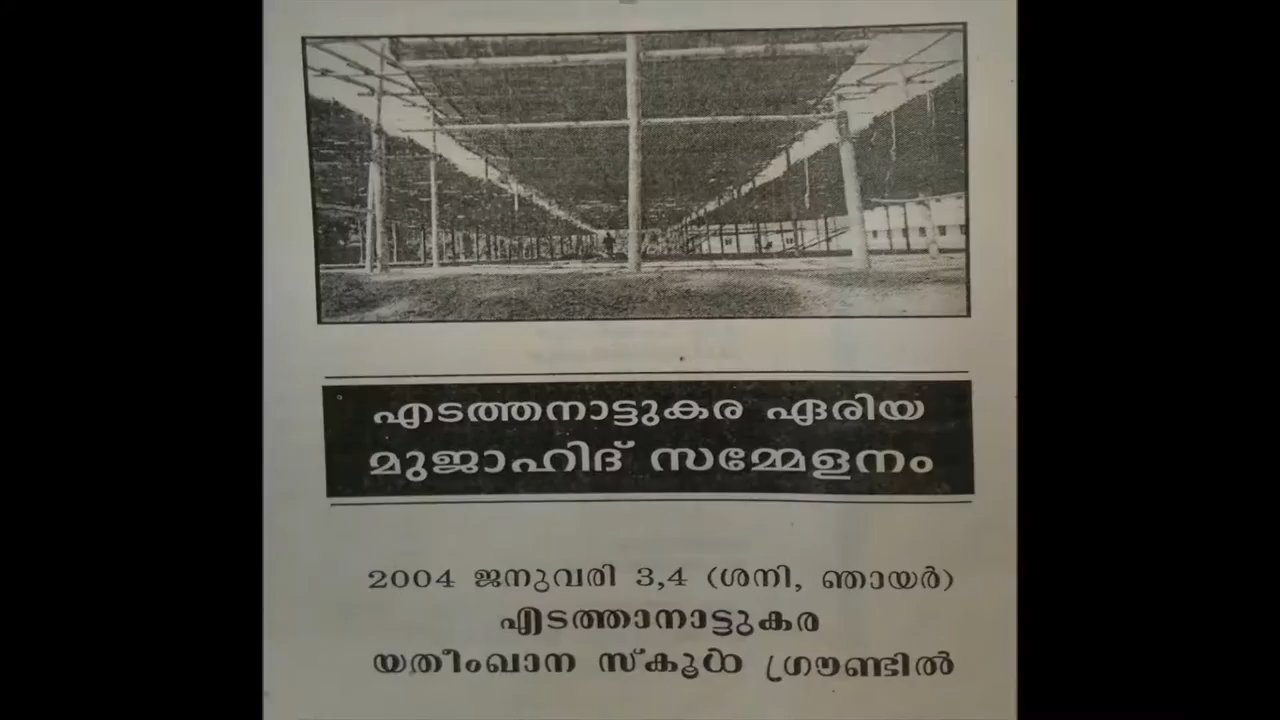 എടത്തനാട്ടുകര ഏരിയ
മുജാഹിദ് സമ്മേളനം
2004 ജനുവരി 3,4 (ശനി, ഞായർ)
എടത്താനാട്ടുകര
യതീംഖാന സ്കൂൾ ഗ്രൗണ്ടിൽ